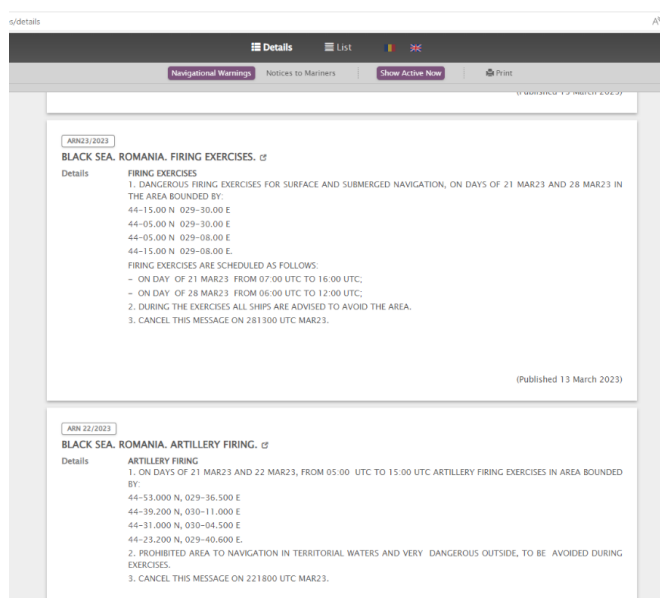 s/details
Details List
Navigational Warnings Notices to Mariners Show Active Now Print
(Published 13 March 2023)
ARN23/2023
BLACK SEA. ROMANIA. FIRING EXERCISES.
Details FIRING EXERCISES
1. DANGEROUS FIRING EXERCISES FOR SURFACE AND SUBMERGED NAVIGATION, ON DAYS OF 21 MAR23 AND 28 MAR23 IN
THE AREA BOUNDED BY:
44-15.00 N 029-30.00 E
44-05.00 N 029-30.00 E
44-05.00 N 029-08.00 E
44-15.00 N 029-08.00 E.
FIRING EXERCISES ARE SCHEDULED AS FOLLOWS:
- ON DAY OF 21 MAR23 FROM 07:00 UTC TO 16:00 UTC;
- ON DAY OF 28 MAR23 FROM 06:00 UTC TO 12:00 UTC;
2. DURING THE EXERCISES ALL SHIPS ARE ADVISED TO AVOID THE AREA.
3. CANCEL THIS MESSAGE ON 281300 UTC MAR23.
(Published 13 March 2023)
ARN 22/2023
BLACK SEA. ROMANIA. ARTILLERY FIRING.
Details ARTILLERY FIRING
1. ON DAYS OF 21 MAR23 AND 22 MAR23, FROM 05:00 UTC TO 15:00 UTC ARTILLERY FIRING EXERCISES IN AREA BOUNDED
BY:
44-53.000 N, 029-36.500 E
44-39.200 N, 030-11.000 E
44-31.000 N, 030-04.500 E
44-23.200 N, 029-40.600 E.
2. PROHIBITED AREA TO NAVIGATION IN TERRITORIAL WATERS AND VERY DANGEROUS OUTSIDE, TO BE AVOIDED DURING
EXERCISES.
3. CANCEL THIS MESSAGE ON 221800 UTC MAR23.